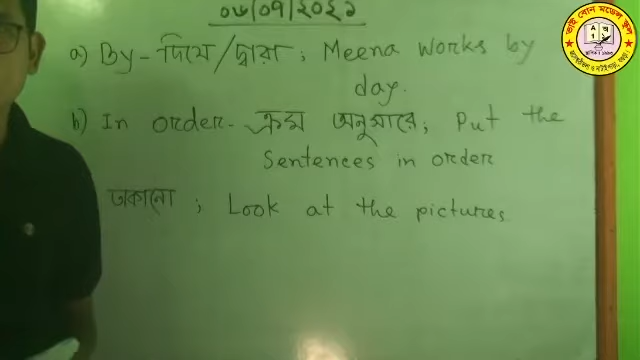 ০৬/০৭/২০২১
a) By - দিয়ে/দ্বারা ; Meena works by
day.
b) In order - ক্রম অনুসারে ; Put the
sentences in order
তাকানো ; Look at the pictures
ভাই বোন মডেল স্কুল